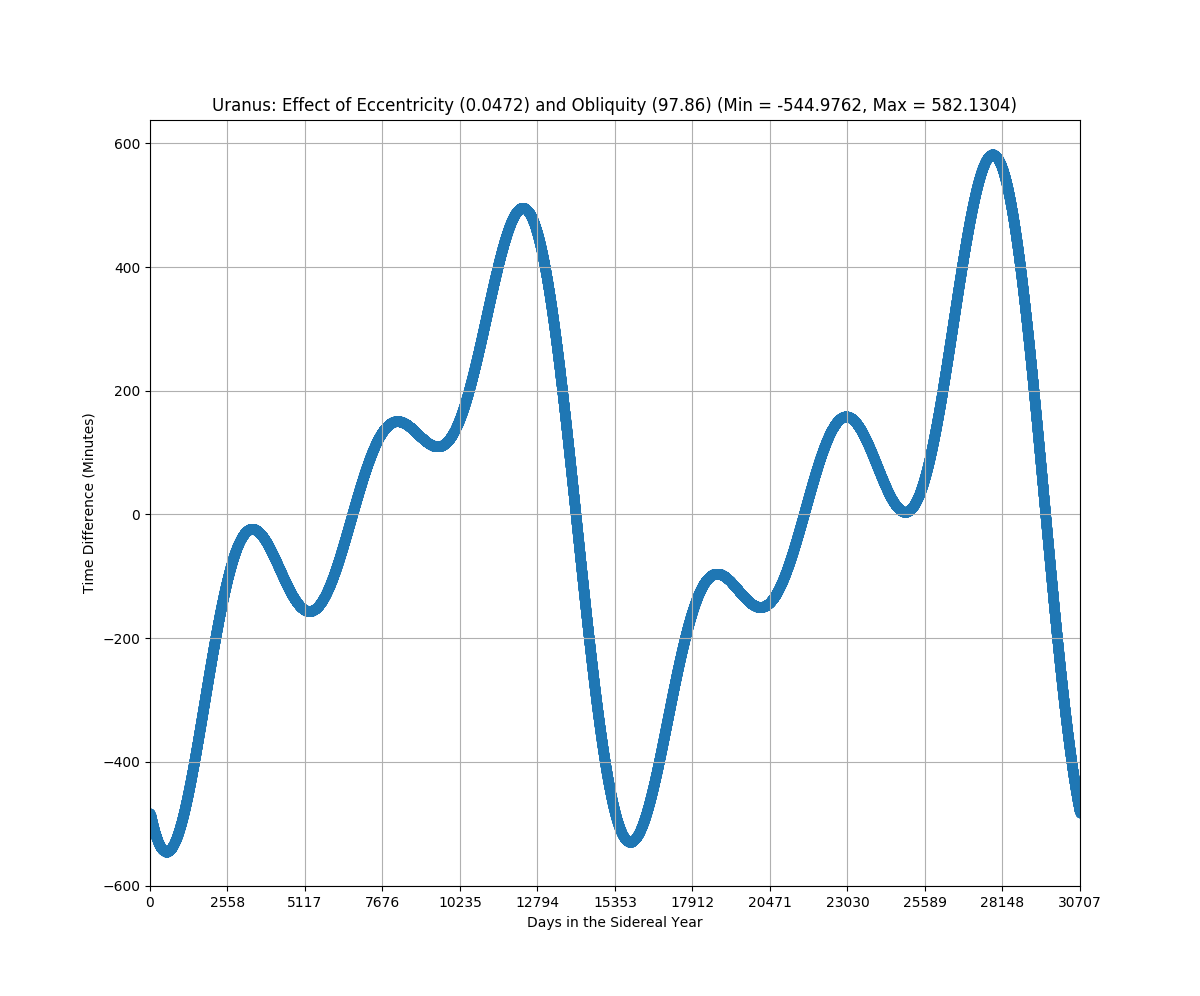 Uranus: Effect of Eccentricity (0.0472) and Obliquity (97.86) (Min = -544.9762, Max = 582.1304)
600
400
200
0
−200
−400
−600
Time Difference (Minutes)
0 2558 5117 7676 10235 12794 15353 17912 20471 23030 25589 28148 30707
Days in the Sidereal Year